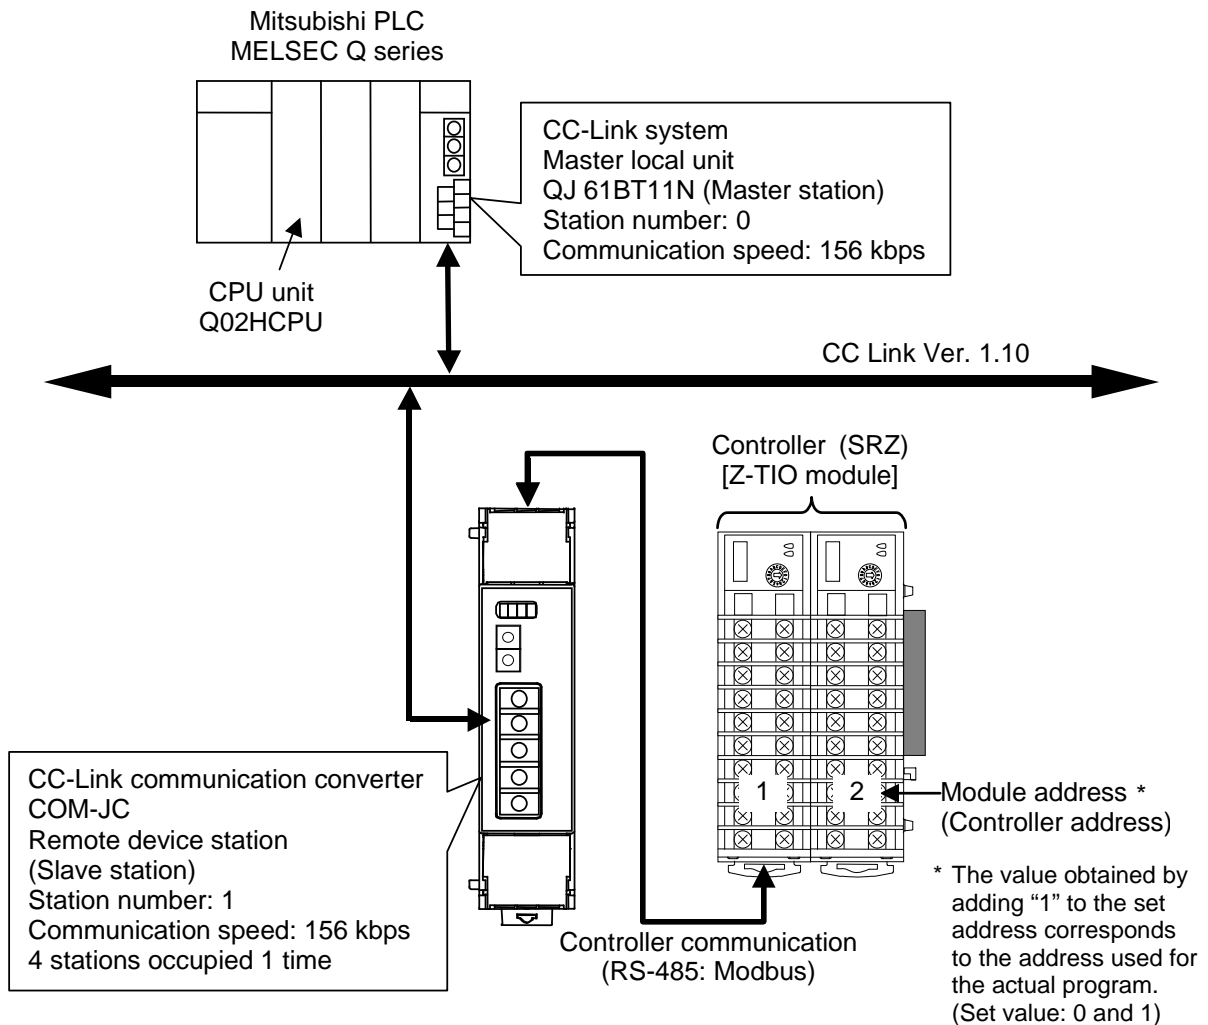 Mitsubishi PLC
MELSEC Q series
CC-Link system
Master local unit
QJ 61BT11N (Master station)
Station number: 0
Communication speed: 156 kbps
CPU unit
Q02HCPU
CC Link Ver. 1.10
Controller (SRZ)
[Z-TIO module]
CC-Link communication converter
COM-JC
Remote device station
(Slave station)
Station number: 1
Communication speed: 156 kbps
4 stations occupied 1 time
1
2
Module address *
(Controller address)
Controller communication
(RS-485: Modbus)
* The value obtained by
adding “1” to the set
address corresponds
to the address used for
the actual program.
(Set value: 0 and 1)